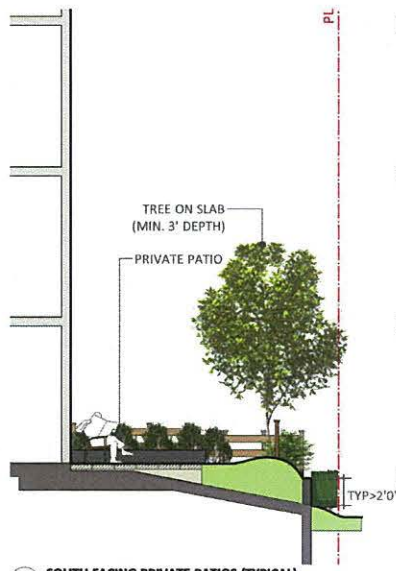 PL
TREE ON SLAB
(MIN. 3' DEPTH)
PRIVATE PATIO
TYP>2'0"
SOUTH FACING PRIVATE PATIOS (TYPICAL)